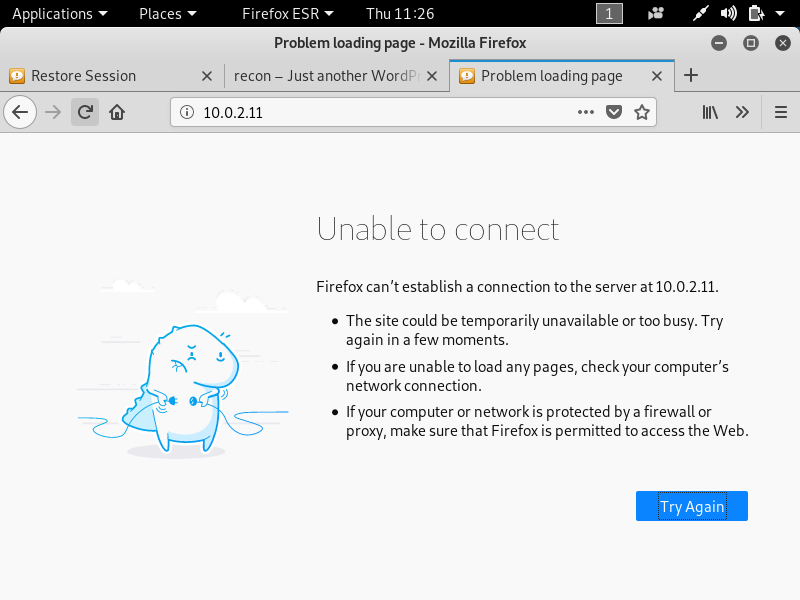 Applications Places Firefox ESR Thu 11:26 1
Problem loading page - Mozilla Firefox
Restore Session recon – Just another WordPr Problem loading page
10.0.2.11
Unable to connect
Firefox can’t establish a connection to the server at 10.0.2.11.
• The site could be temporarily unavailable or too busy. Try
again in a few moments.
• If you are unable to load any pages, check your computer’s
network connection.
• If your computer or network is protected by a firewall or
proxy, make sure that Firefox is permitted to access the Web.
Try Again